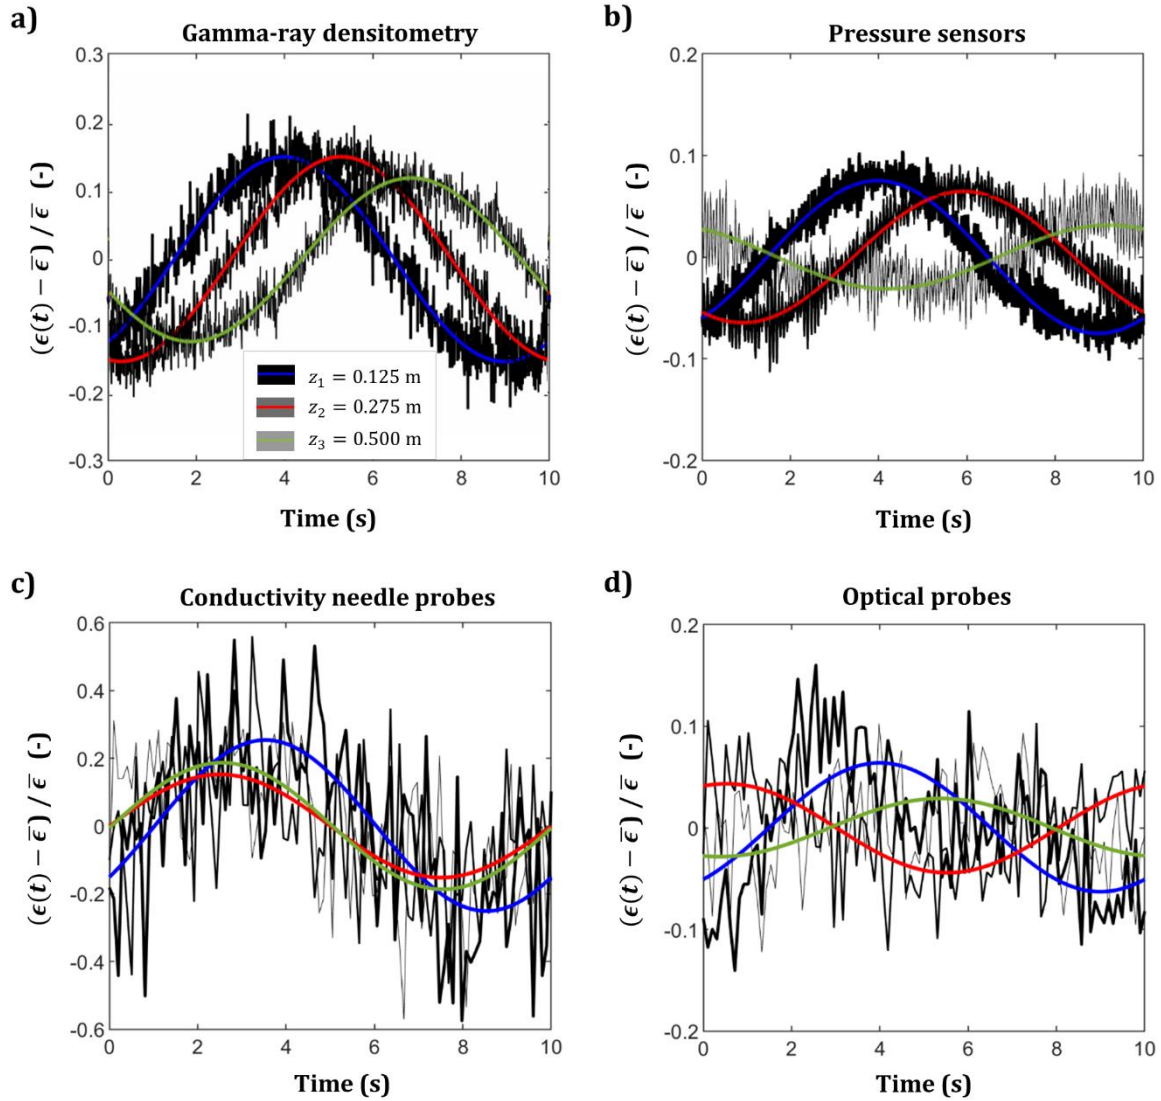 a)
Gamma-ray densitometry
0.3
0.2
0.1
0
-0.1
-0.2
-0.3
(ϵ(t) − ϵ̅) / ϵ̅ (-)
z₁ = 0.125 m
z₂ = 0.275 m
z₃ = 0.500 m
0 2 4 6 8 10
Time (s)
b)
Pressure sensors
0.2
0.1
0
-0.1
-0.2
(ϵ(t) − ϵ̅) / ϵ̅ (-)
0 2 4 6 8 10
Time (s)
c)
Conductivity needle probes
0.6
0.4
0.2
0
-0.2
-0.4
-0.6
(ϵ(t) − ϵ̅) / ϵ̅ (-)
0 2 4 6 8 10
Time (s)
d)
Optical probes
0.2
0.1
0
-0.1
-0.2
(ϵ(t) − ϵ̅) / ϵ̅ (-)
0 2 4 6 8 10
Time (s)